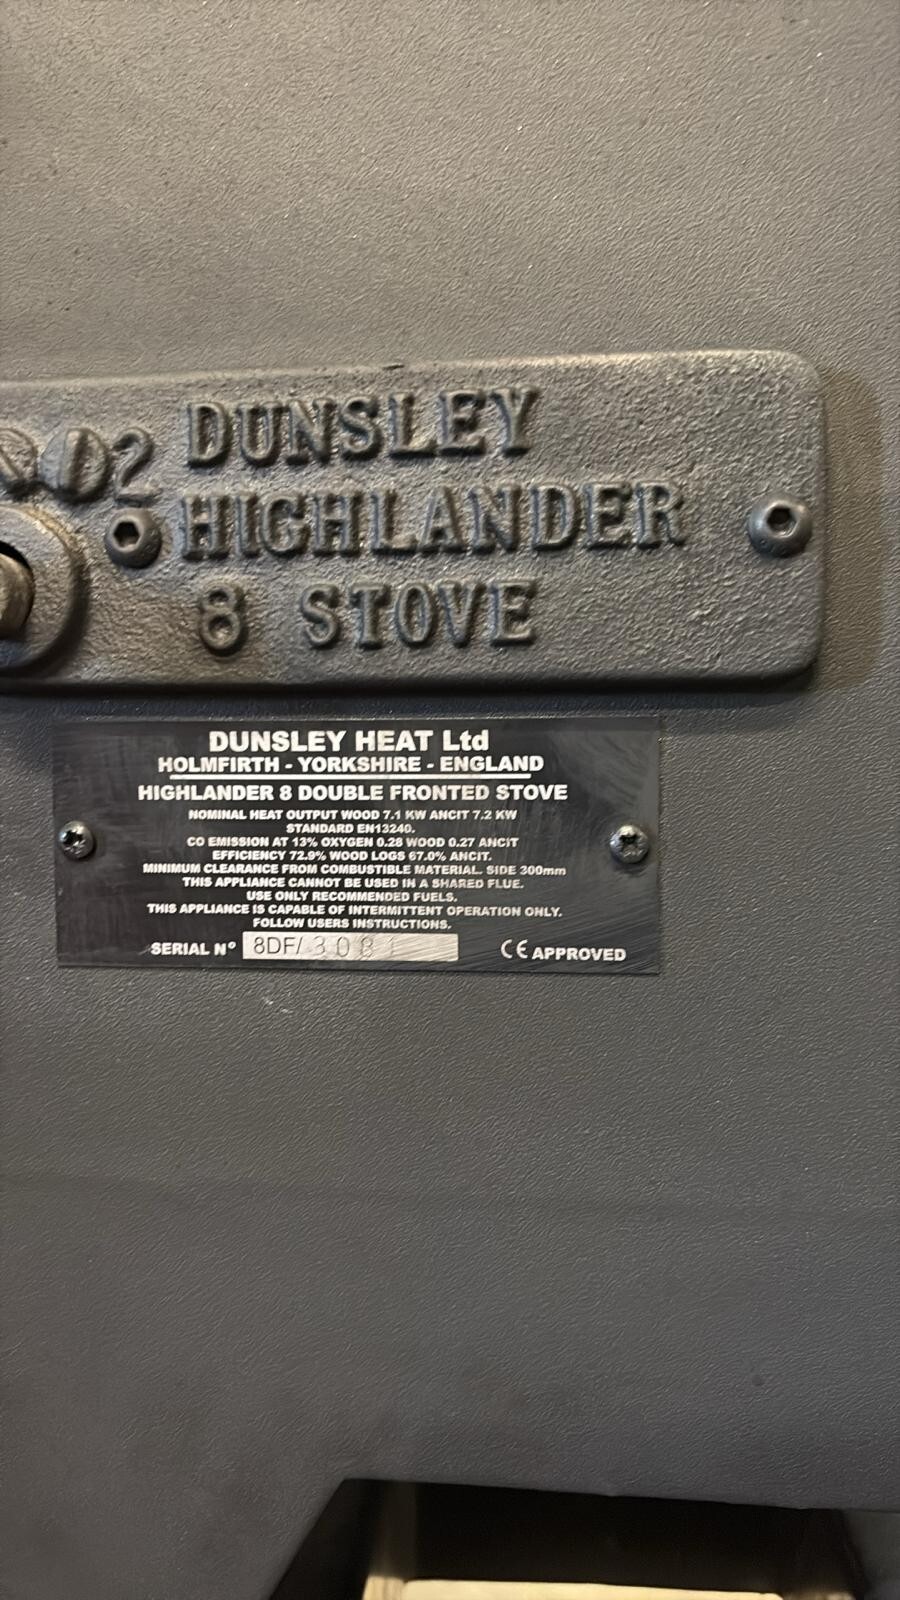 DUNSLEY
HIGHLANDER
8 STOVE
DUNSLEY HEAT Ltd
HOLMFIRTH - YORKSHIRE - ENGLAND
HIGHLANDER 8 DOUBLE FRONTED STOVE
NOMINAL HEAT OUTPUT WOOD 7.1 KW ANCIT 7.2 KW
STANDARD EN13240.
CO EMISSION AT 13% OXYGEN 0.28 WOOD 0.27 ANCIT
EFFICIENCY 72.9% WOOD LOGS 67.0% ANCIT.
MINIMUM CLEARANCE FROM COMBUSTIBLE MATERIAL. SIDE 300mm
THIS APPLIANCE CANNOT BE USED IN A SHARED FLUE.
USE ONLY RECOMMENDED FUELS.
THIS APPLIANCE IS CAPABLE OF INTERMITTENT OPERATION ONLY.
FOLLOW USERS INSTRUCTIONS.
SERIAL Nº 8DF/ CE APPROVED